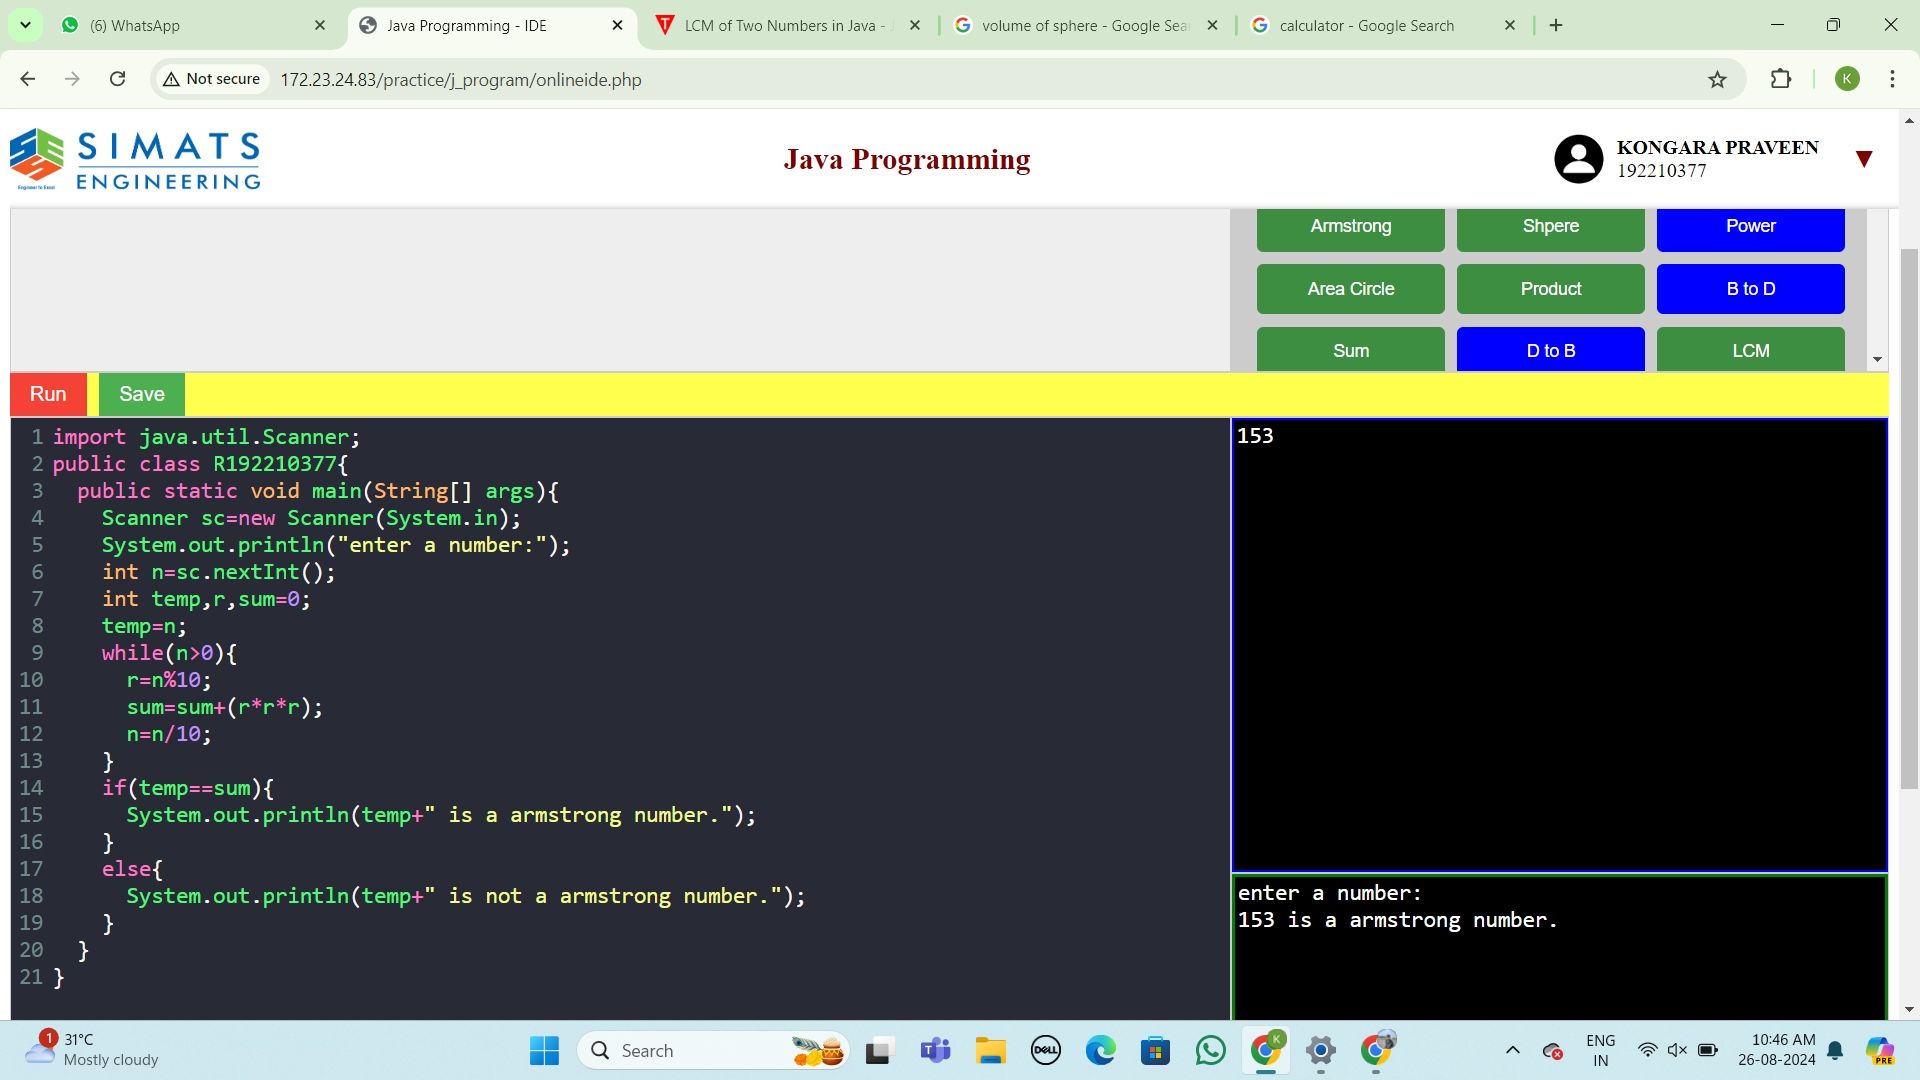 (6) WhatsApp
Java Programming - IDE
LCM of Two Numbers in Java -
volume of sphere - Google Sear
calculator - Google Search
Not secure
172.23.24.83/practice/j_program/onlineide.php
K
SIMATS
ENGINEERING
Engineer to Excel
Java Programming
KONGARA PRAVEEN
192210377
Armstrong
Shpere
Power
Area Circle
Product
B to D
Sum
D to B
LCM
Run
Save
1 import java.util.Scanner;
2 public class R192210377{
3 public static void main(String[] args){
4 Scanner sc=new Scanner(System.in);
5 System.out.println("enter a number:");
6 int n=sc.nextInt();
7 int temp,r,sum=0;
8 temp=n;
9 while(n>0){
10 r=n%10;
11 sum=sum+(r*r*r);
12 n=n/10;
13 }
14 if(temp==sum){
15 System.out.println(temp+" is a armstrong number.");
16 }
17 else{
18 System.out.println(temp+" is not a armstrong number.");
19 }
20 }
21 }
153
enter a number:
153 is a armstrong number.
1
31°C
Mostly cloudy
Search
DELL
K
ENG
IN
10:46 AM
26-08-2024
PRE